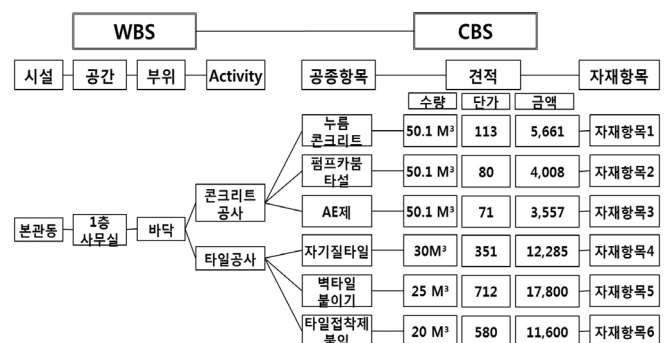 WBS
CBS
시설
공간
부위
Activity
공종항목
견적
자재항목
수량
단가
금액
누름
콘크리트
50.1 M³
113
5,661
자재항목1
펌프카붐
타설
50.1 M³
80
4,008
자재항목2
콘크리트
공사
AE제
50.1 M³
71
3,557
자재항목3
본관동
1층
사무실
바닥
타일공사
자기질타일
30M³
351
12,285
자재항목4
벽타일
붙이기
25 M³
712
17,800
자재항목5
타일접착제
붙임
20 M³
580
11,600
자재항목6